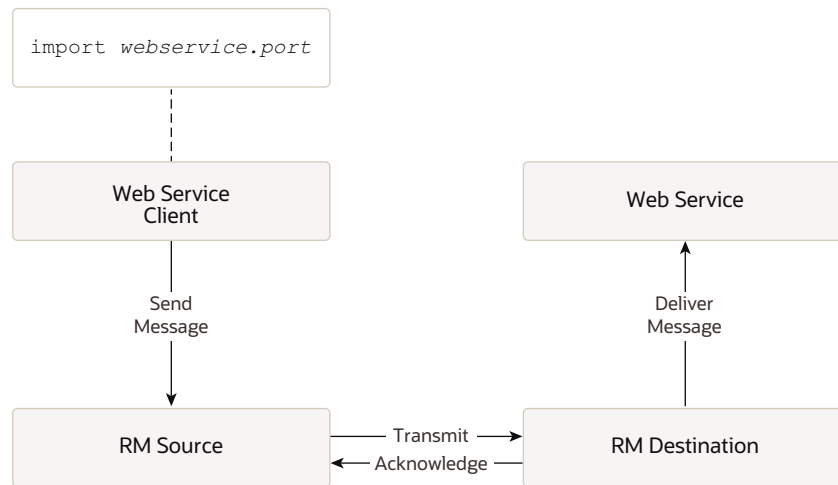 import webservice.port
Web Service
Client
Web Service
Send
Message
Deliver
Message
RM Source
Transmit
Acknowledge
RM Destination